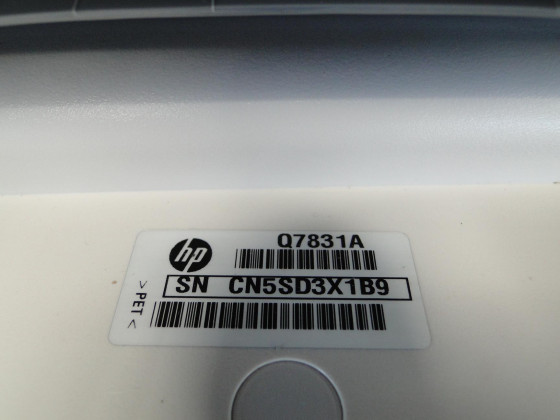 hp
Q7831A
SN CN5SD3X1B9
>PET<